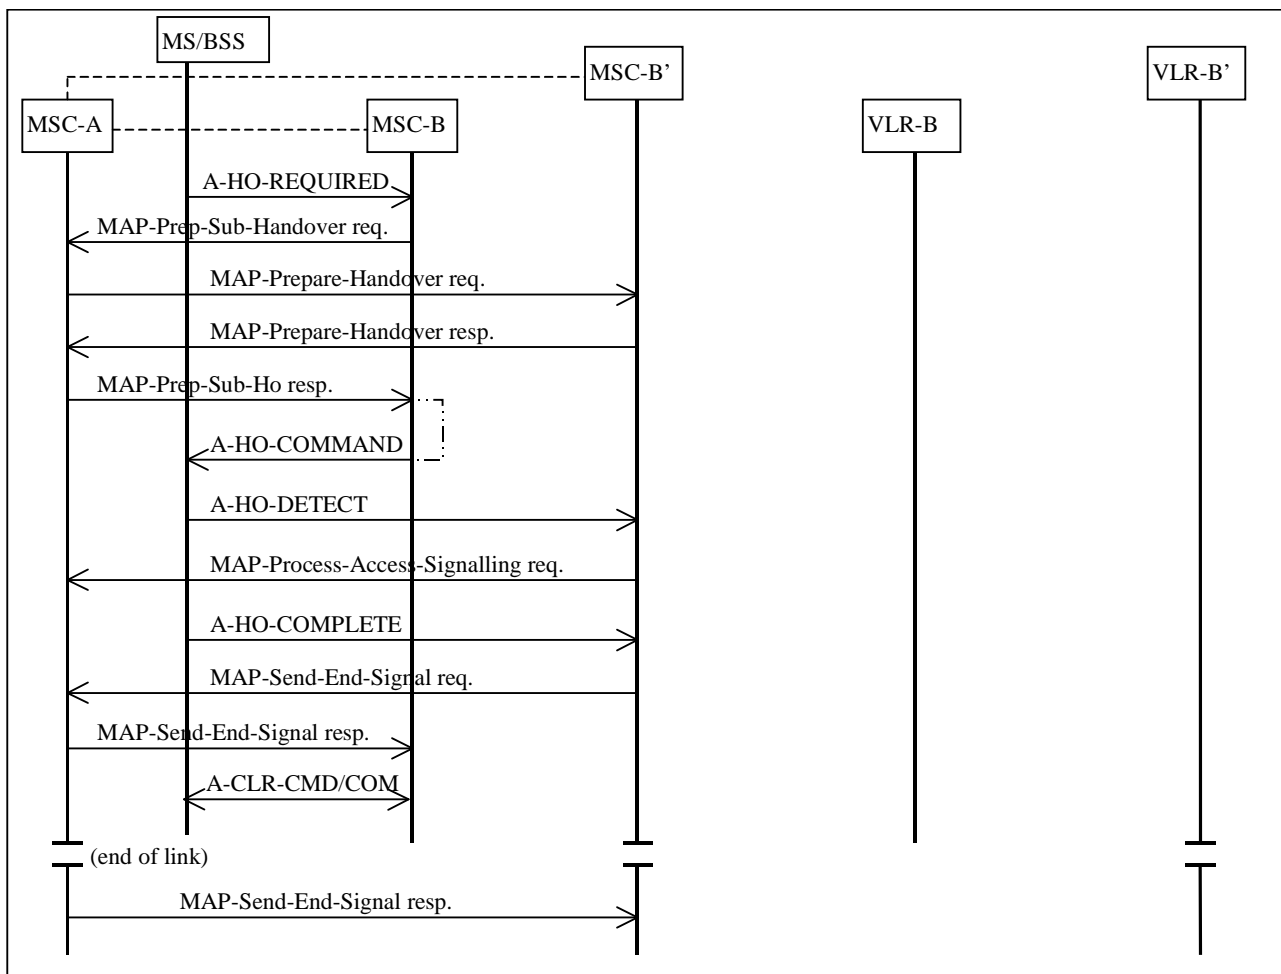 MS/BSS
MSC-B’
VLR-B’
MSC-A
MSC-B
VLR-B
A-HO-REQUIRED
MAP-Prep-Sub-Handover req.
MAP-Prepare-Handover req.
MAP-Prepare-Handover resp.
MAP-Prep-Sub-Ho resp.
A-HO-COMMAND
A-HO-DETECT
MAP-Process-Access-Signalling req.
A-HO-COMPLETE
MAP-Send-End-Signal req.
MAP-Send-End-Signal resp.
A-CLR-CMD/COM
(end of link)
MAP-Send-End-Signal resp.